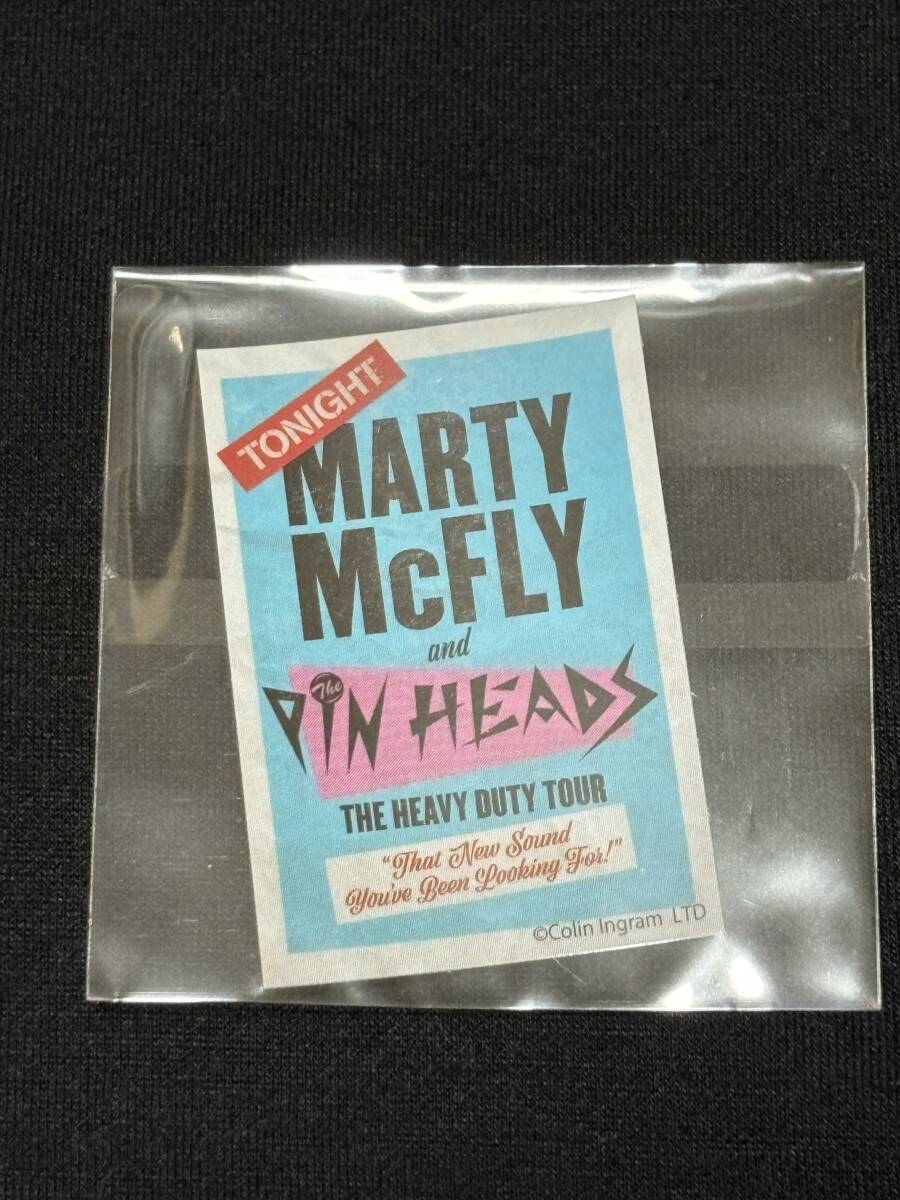 TONIGHT
MARTY
McFLY
and
The
PIN HEADS
THE HEAVY DUTY TOUR
"That New Sound
You've Been Looking For!"
©Colin Ingram LTD